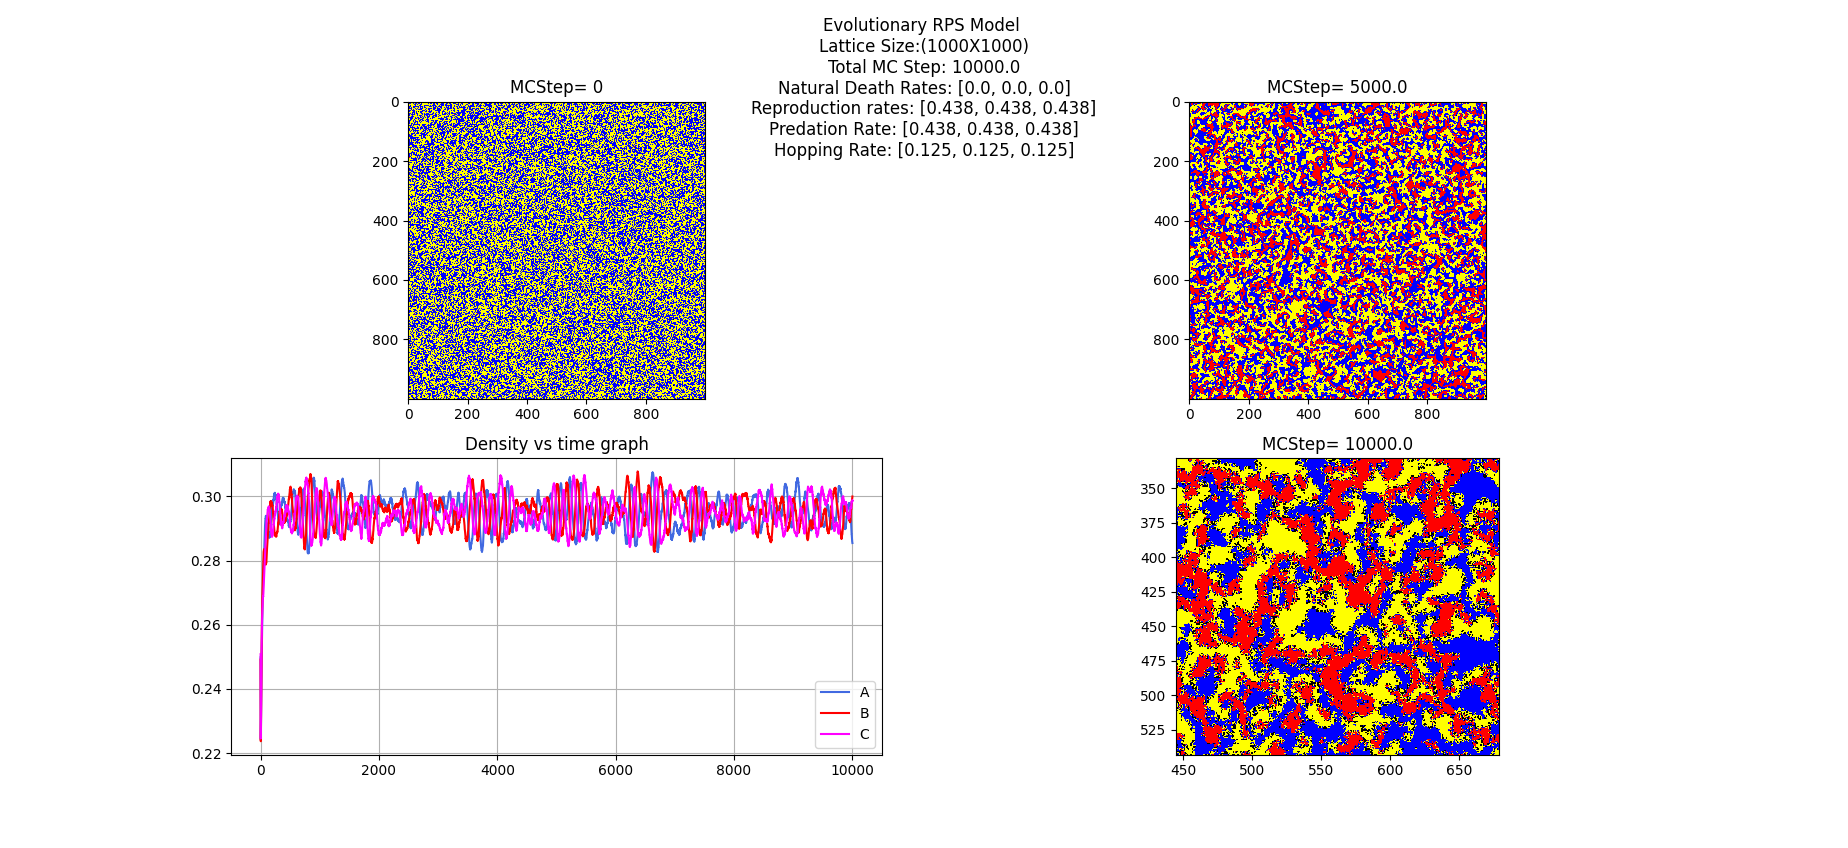 Evolutionary RPS Model
Lattice Size:(1000X1000)
Total MC Step: 10000.0
Natural Death Rates: [0.0, 0.0, 0.0]
Reproduction rates: [0.438, 0.438, 0.438]
Predation Rate: [0.438, 0.438, 0.438]
Hopping Rate: [0.125, 0.125, 0.125]
MCStep= 0
0
200
400
600
800
0 200 400 600 800
MCStep= 5000.0
0
200
400
600
800
0 200 400 600 800
Density vs time graph
0.30
0.28
0.26
0.24
0.22
A
B
C
0 2000 4000 6000 8000 10000
MCStep= 10000.0
350
375
400
425
450
475
500
525
450 500 550 600 650